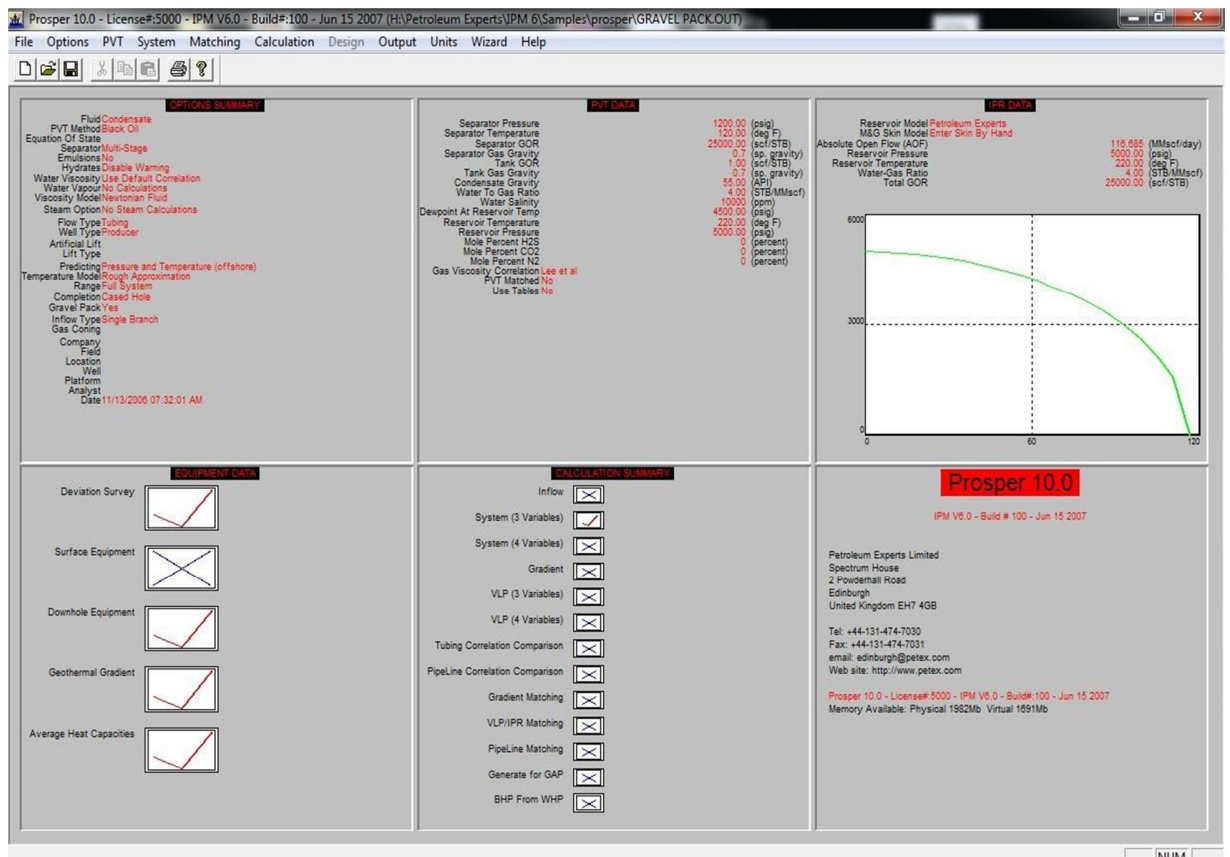 Prosper 10.0 - License#:5000 - IPM V6.0 - Build#:100 - Jun 15 2007 (H:\Petroleum Experts\IPM 6\Samples\prosper\GRAVEL PACK.OUT)
File Options PVT System Matching Calculation Design Output Units Wizard Help
OPTIONS SUMMARY
Fluid Condensate
PVT Method Black Oil
Equation Of State
Separator Multi-Stage
Emulsions No
Hydrates Disable Warning
Water Viscosity Use Default Correlation
Water Vapour No Calculations
Viscosity Model Newtonian Fluid
Steam Option No Steam Calculations
Flow Type Tubing
Well Type Producer
Artificial Lift
Lift Type
Predicting Pressure and Temperature (offshore)
Temperature Model Rough Approximation
Range Full System
Completion Cased Hole
Gravel Pack Yes
Inflow Type Single Branch
Gas Coning
Company
Field
Location
Well
Platform
Analyst
Date 11/13/2006 07:32:01 AM
PVT DATA
Separator Pressure 1200.00 (psig)
Separator Temperature 120.00 (deg F)
Separator GOR 25000.00 (scf/STB)
Separator Gas Gravity 0.7 (sp. gravity)
Tank GOR 1.00 (scf/STB)
Tank Gas Gravity 0.7 (sp. gravity)
Condensate Gravity 55.00 (API)
Water To Gas Ratio 4.00 (STB/MMscf)
Water Salinity 10000 (ppm)
Dewpoint At Reservoir Temp 4500.00 (psig)
Reservoir Temperature 220.00 (deg F)
Reservoir Pressure 5000.00 (psig)
Mole Percent H2S 0 (percent)
Mole Percent CO2 0 (percent)
Mole Percent N2 0 (percent)
Gas Viscosity Correlation Lee et al
PVT Matched No
Use Tables No
IPR DATA
Reservoir Model Petroleum Experts
M&G Skin Model Enter Skin By Hand
Absolute Open Flow (AOF) 116.685 (MMscf/day)
Reservoir Pressure 5000.00 (psig)
Reservoir Temperature 220.00 (deg F)
Water-Gas Ratio 4.00 (STB/MMscf)
Total GOR 25000.00 (scf/STB)
6000
3000
0
0 60 120
EQUIPMENT DATA
Deviation Survey
Surface Equipment
Downhole Equipment
Geothermal Gradient
Average Heat Capacities
CALCULATION SUMMARY
Inflow
System (3 Variables)
System (4 Variables)
Gradient
VLP (3 Variables)
VLP (4 Variables)
Tubing Correlation Comparison
PipeLine Correlation Comparison
Gradient Matching
VLP/IPR Matching
PipeLine Matching
Generate for GAP
BHP From WHP
Prosper 10.0
IPM V6.0 - Build # 100 - Jun 15 2007
Petroleum Experts Limited
Spectrum House
2 Powderhall Road
Edinburgh
United Kingdom EH7 4GB
Tel: +44-131-474-7030
Fax: +44-131-474-7031
email: edinburgh@petex.com
Web site: http://www.petex.com
Prosper 10.0 - License#:5000 - IPM V6.0 - Build#:100 - Jun 15 2007
Memory Available: Physical 1982Mb Virtual 1691Mb
NUM